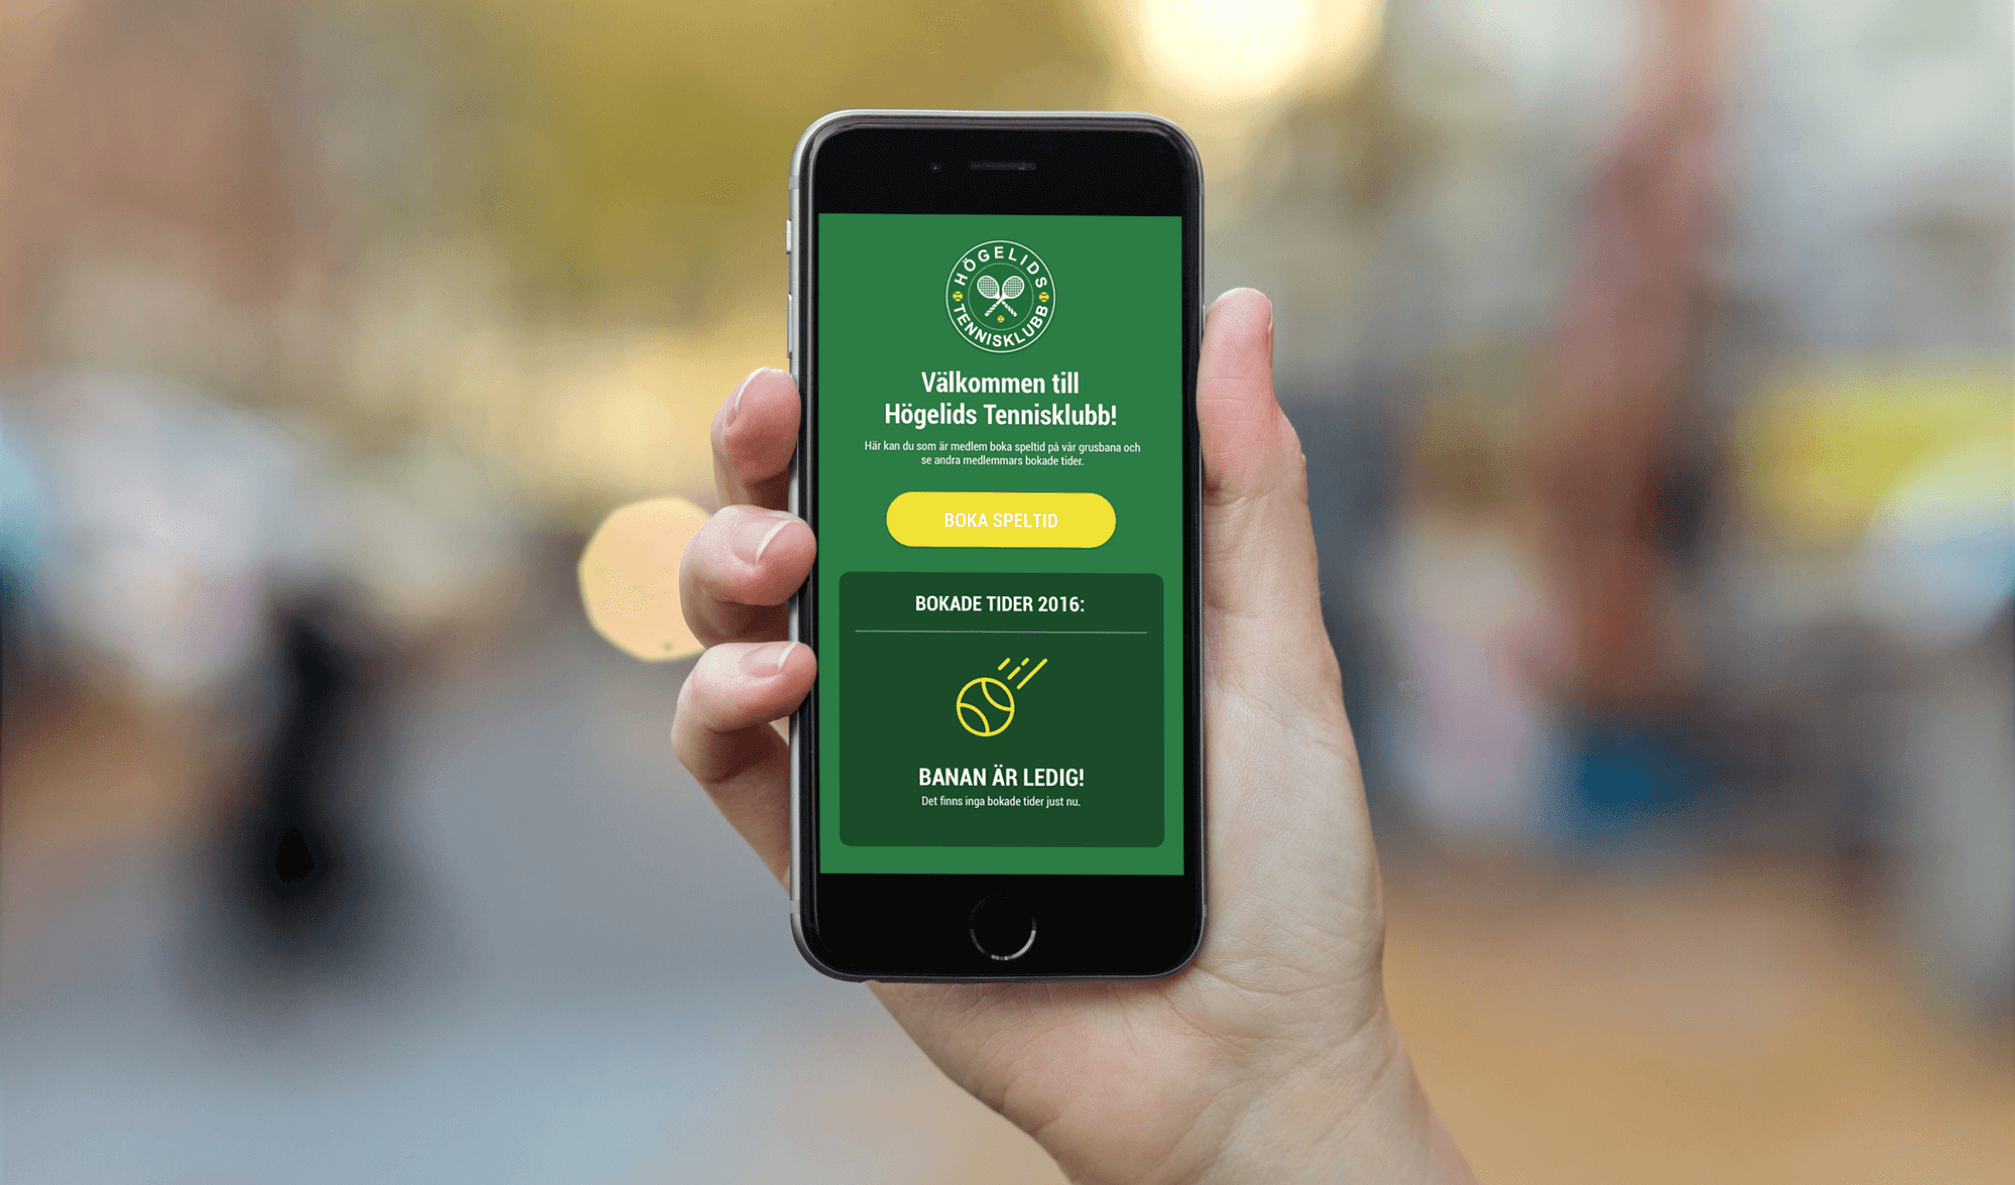 HÖGELIDS
TENNISKLUBB
Välkommen till
Högelids Tennisklubb!
Här kan du som är medlem boka speltid på vår grusbana och
se andra medlemmars bokade tider.
BOKA SPELTID
BOKADE TIDER 2016:
BANAN ÄR LEDIG!
Det finns inga bokade tider just nu.